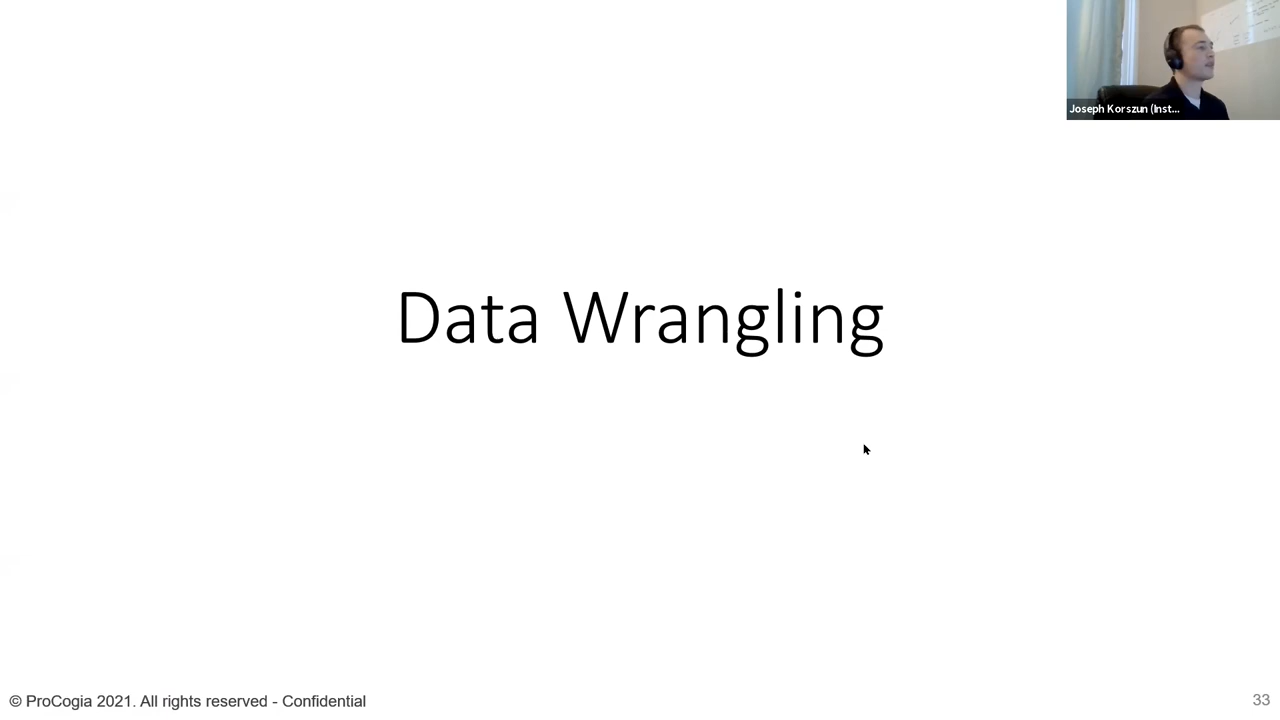 Joseph Korszun (Inst...
Data Wrangling
© ProCogia 2021. All rights reserved - Confidential
33